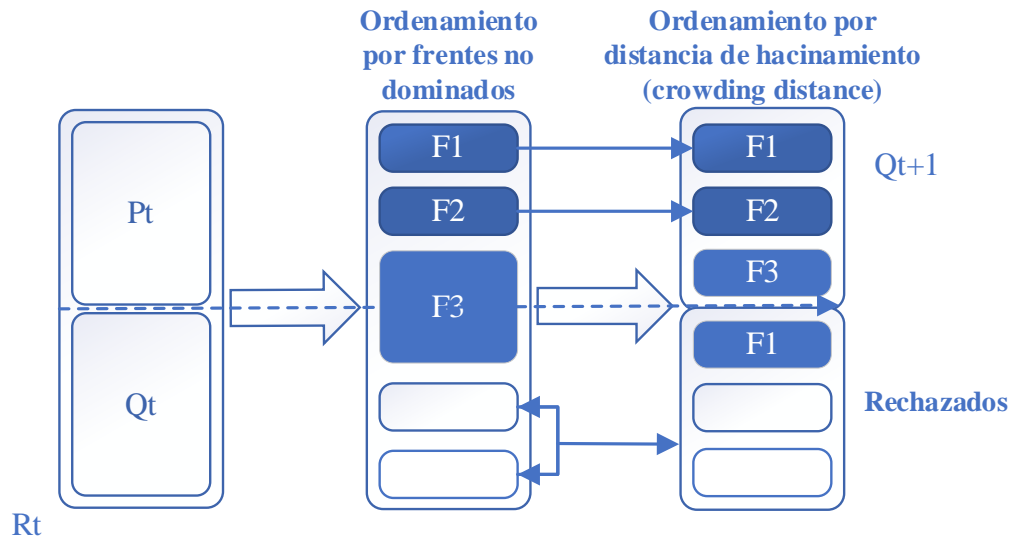 Ordenamiento
por frentes no
dominados
Ordenamiento por
distancia de hacinamiento
(crowding distance)
Pt
Qt
Rt
F1
F2
F3
F1
F2
F3
F1
Qt+1
Rechazados